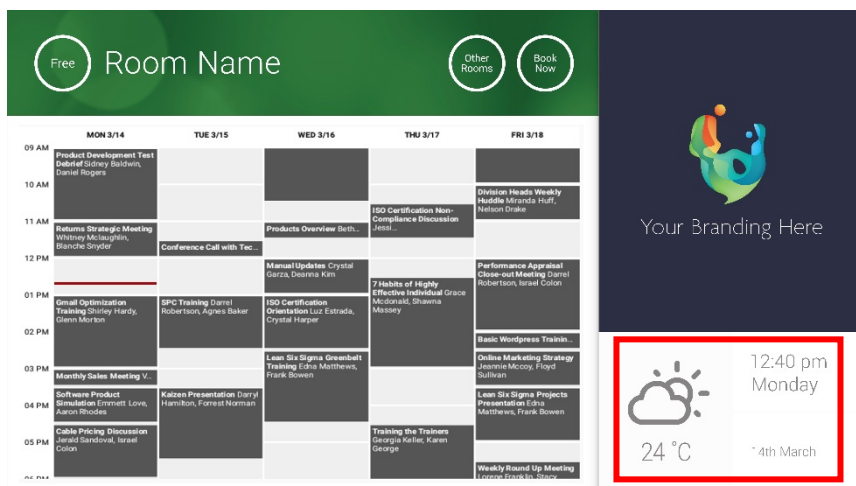 Free
Room Name
Other
Rooms
Book
Now
MON 3/14
TUE 3/15
WED 3/16
THU 3/17
FRI 3/18
09 AM
10 AM
11 AM
12 PM
01 PM
02 PM
03 PM
04 PM
05 PM
06 PM
Product Development Test
Debrief Sidney Baldwin,
Daniel Rogers
Returns Strategic Meeting
Whitney Mclaughlin,
Blanche Snyder
Gmail Optimization
Training Shirley Hardy,
Glenn Morton
Monthly Sales Meeting V..
Software Product
Simulation Emmett Love,
Aaron Rhodes
Cable Pricing Discussion
Jerald Sandoval, Israel
Colon
Conference Call with Tec...
SPC Training Darrel
Robertson, Agnes Baker
Kaizen Presentation Darryl
Hamilton, Forrest Norman
Products Overview Beth...
Manual Updates Crystal
Garza, Deanna Kim
ISO Certification
Orientation Luz Estrada,
Crystal Harper
Lean Six Sigma Greenbelt
Training Edna Matthews,
Frank Bowen
ISO Certification Non-
Compliance Discussion
Jessi...
7 Habits of Highly
Effective Individual Grace
Mcdonald, Shawna
Massey
Training the Trainers
Georgia Keller, Karen
George
Division Heads Weekly
Huddle Miranda Huff,
Nelson Drake
Performance Appraisal
Close-out Meeting Darrel
Robertson, Israel Colon
Basic Wordpress Trainin...
Online Marketing Strategy
Jeannie Mccoy, Floyd
Sullivan
Lean Six Sigma Projects
Presentation Edna
Matthews, Frank Bowen
Weekly Round Up Meeting
Lorene Franklin, Stacy
Your Branding Here
12:40 pm
Monday
24 °C
14th March